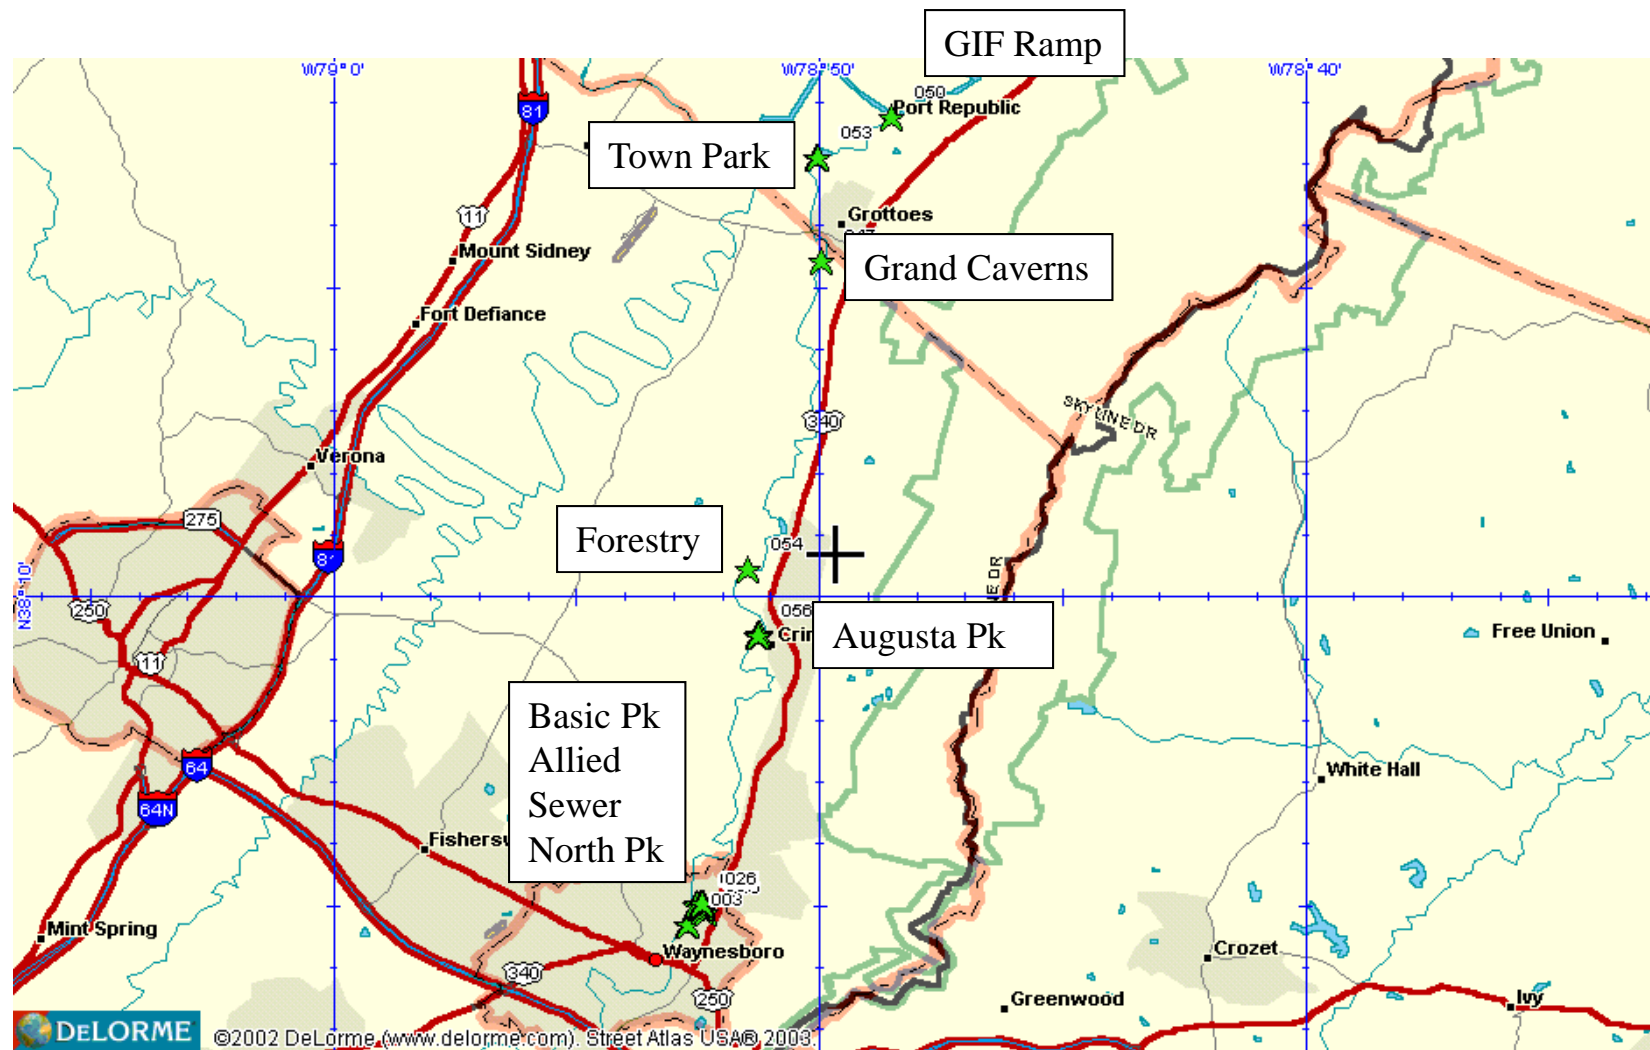 GIF Ramp
W79° 0'
W78° 50'
W78° 40'
81
050
Port Republic
053
Town Park
11
Grottoes
Mount Sidney
Grand Caverns
Fort Defiance
340
SKYLINE DR
Verona
275
Forestry
054
81
N38° 10'
NE DR
250
056
Augusta Pk
Crim
Free Union
11
Basic Pk
Allied
Sewer
North Pk
64
White Hall
64N
Fishersv
026
003
Mint Spring
Waynesboro
Crozet
340
250
Greenwood
Ivy
DELORME
©2002 DeLorme (www.delorme.com). Street Atlas USA® 2003.